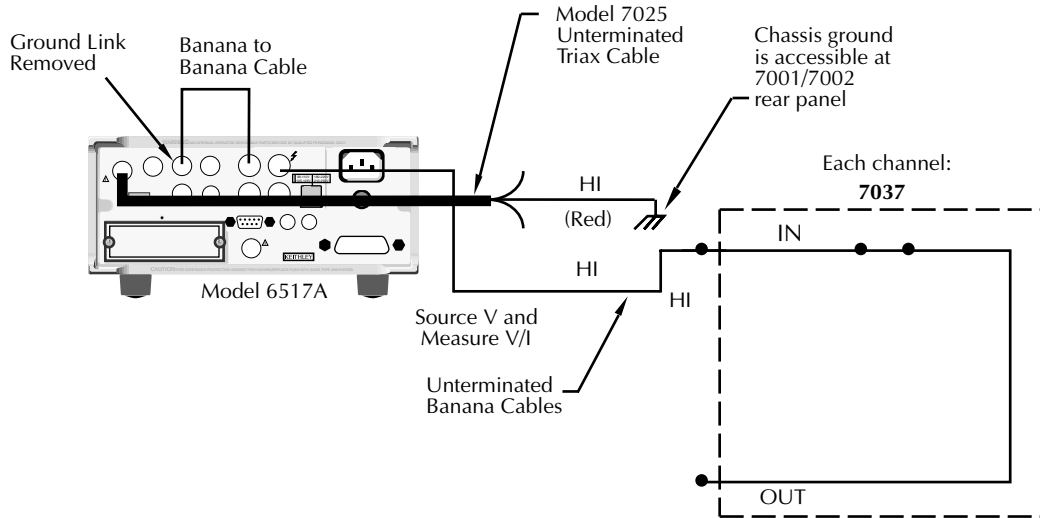 Ground Link
Removed
Banana to
Banana Cable
Model 7025
Unterminated
Triax Cable
Chassis ground
is accessible at
7001/7002
rear panel
Each channel:
7037
HI
(Red)
IN
HI
HI
KEITHLEY
Model 6517A
Source V and
Measure V/I
Unterminated
Banana Cables
OUT